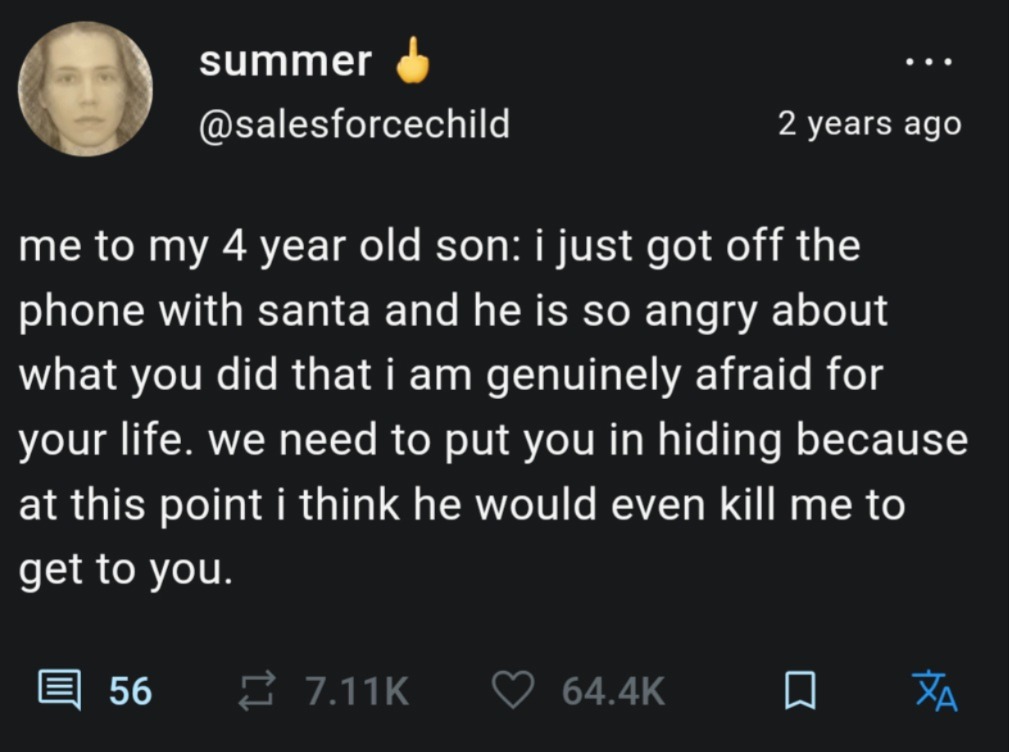 summer 🖕
@salesforcechild
2 years ago
me to my 4 year old son: i just got off the
phone with santa and he is so angry about
what you did that i am genuinely afraid for
your life. we need to put you in hiding because
at this point i think he would even kill me to
get to you.
56 7.11K 64.4K